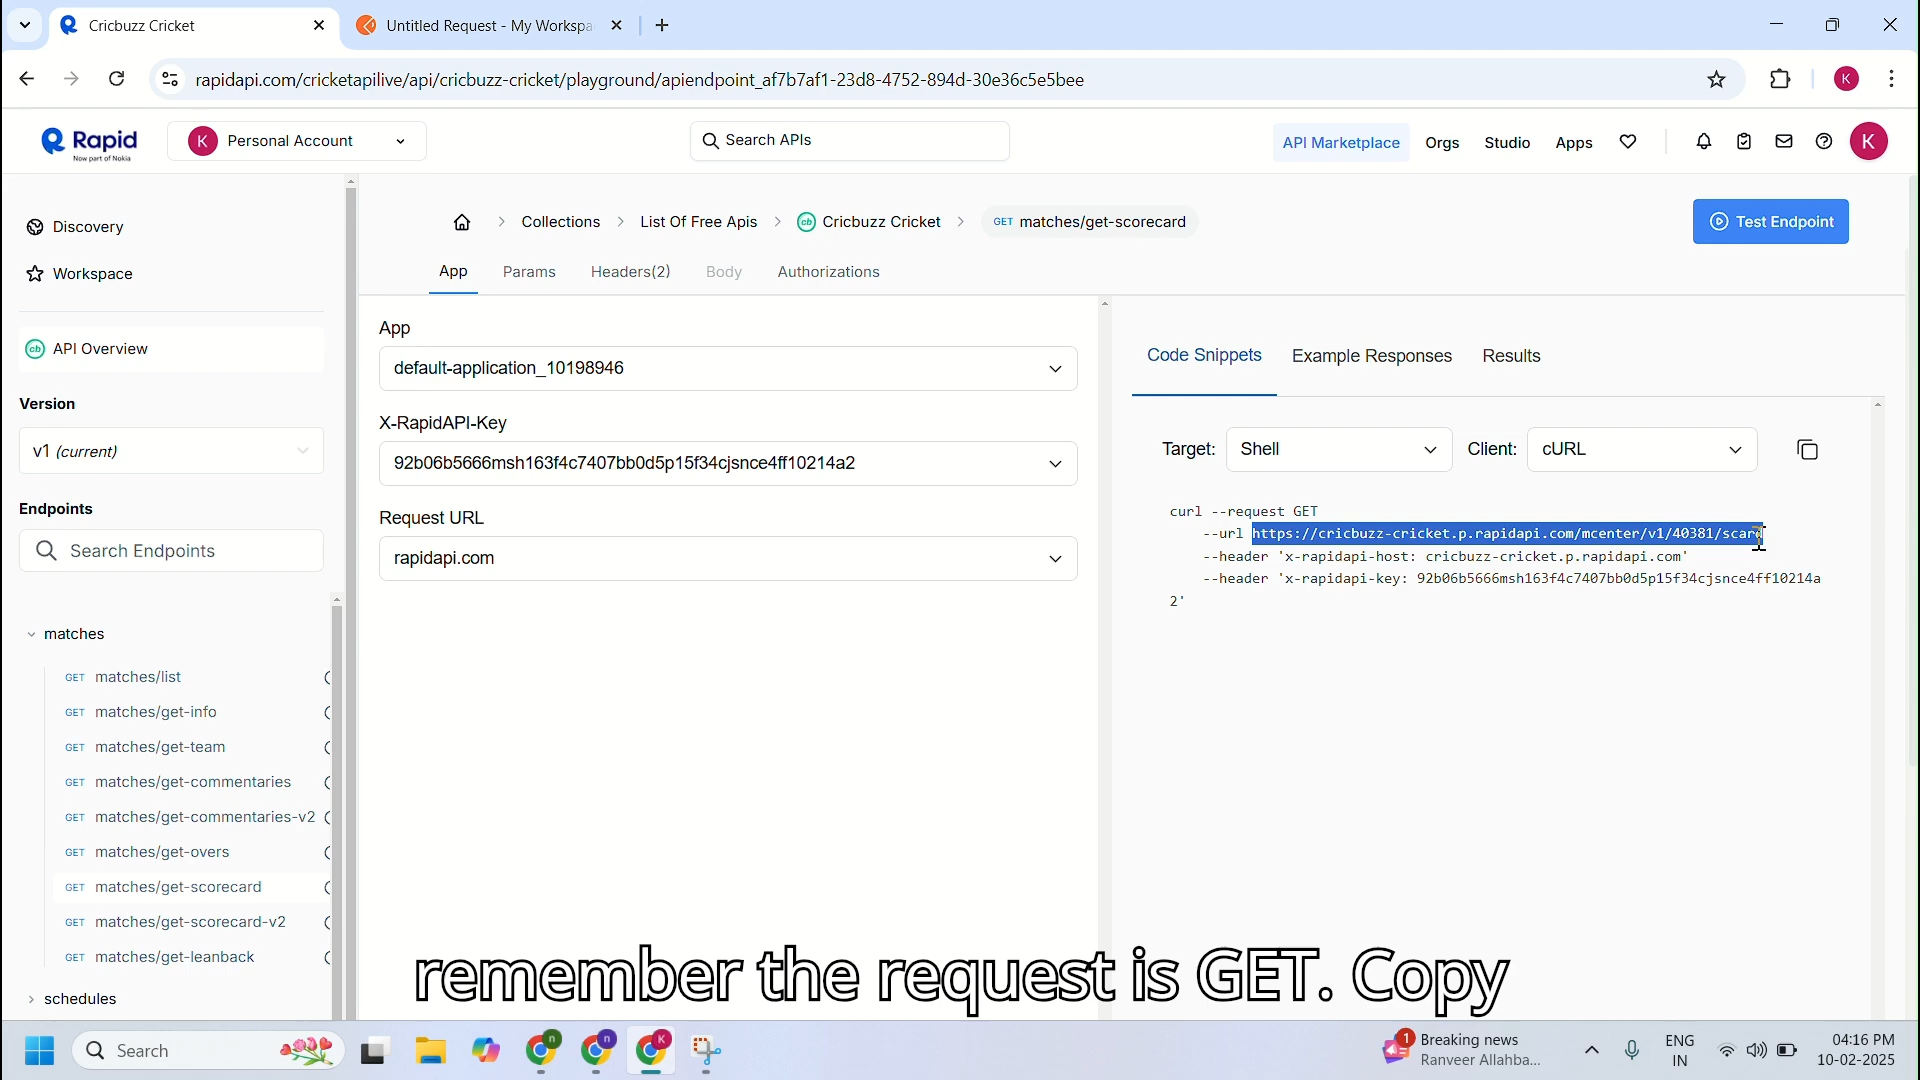 Cricbuzz Cricket
Untitled Request - My Workspa
rapidapi.com/cricketapilive/api/cricbuzz-cricket/playground/apiendpoint_af7b7af1-23d8-4752-894d-30e36c5e5bee
K
Rapid
Now part of Nokia
K Personal Account
Search APIs
API Marketplace
Orgs
Studio
Apps
K
Discovery
Workspace
cb API Overview
Version
v1 (current)
Endpoints
Search Endpoints
matches
GET matches/list
GET matches/get-info
GET matches/get-team
GET matches/get-commentaries
GET matches/get-commentaries-v2
GET matches/get-overs
GET matches/get-scorecard
GET matches/get-scorecard-v2
GET matches/get-leanback
schedules
Collections
List Of Free Apis
cb Cricbuzz Cricket
GET matches/get-scorecard
Test Endpoint
App
Params
Headers(2)
Body
Authorizations
App
default-application_10198946
X-RapidAPI-Key
92b06b5666msh163f4c7407bb0d5p15f34cjsnce4ff10214a2
Request URL
rapidapi.com
Code Snippets
Example Responses
Results
Target: Shell
Client: cURL
curl --request GET
--url https://cricbuzz-cricket.p.rapidapi.com/mcenter/v1/40381/scard
--header 'x-rapidapi-host: cricbuzz-cricket.p.rapidapi.com'
--header 'x-rapidapi-key: 92b06b5666msh163f4c7407bb0d5p15f34cjsnce4ff10214a
2'
remember the request is GET. Copy
Search
n
n
K
1
Breaking news
Ranveer Allahba...
ENG
IN
04:16 PM
10-02-2025